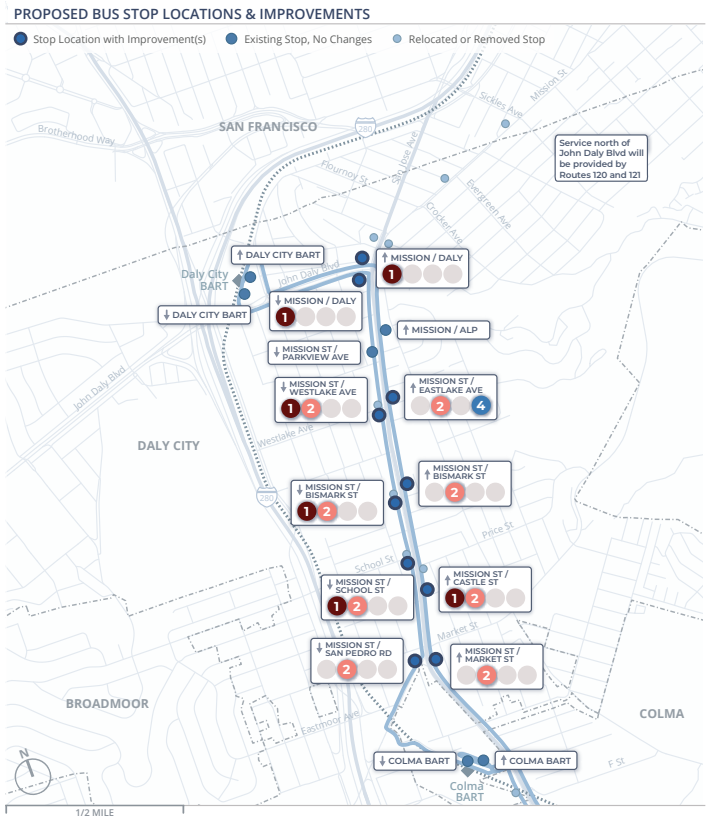 PROPOSED BUS STOP LOCATIONS & IMPROVEMENTS
Stop Location with Improvement(s)
Existing Stop, No Changes
Relocated or Removed Stop
Mission St
Sickles Ave
SAN FRANCISCO
280
Brotherhood Way
San Jose Ave
Service north of
John Daly Blvd will
be provided by
Routes 120 and 121
Flournoy St
Evergreen Ave
Crocker Ave
↑ DALY CITY BART
↑ MISSION / DALY
1
Daly City
BART
John Daly Blvd
↓ MISSION / DALY
1
↓ DALY CITY BART
↑ MISSION / ALP
↓ MISSION ST /
PARKVIEW AVE
John Daly Blvd
↓ MISSION ST /
WESTLAKE AVE
1 2
↑ MISSION ST /
EASTLAKE AVE
2 4
DALY CITY
Westlake Ave
↑ MISSION ST /
BISMARK ST
2
↓ MISSION ST /
BISMARK ST
1 2
280
Price St
School St
↓ MISSION ST /
SCHOOL ST
1 2
↑ MISSION ST /
CASTLE ST
1 2
Market St
↓ MISSION ST /
SAN PEDRO RD
2
↑ MISSION ST /
MARKET ST
2
BROADMOOR
COLMA
Eastmoor Ave
↓ COLMA BART
↑ COLMA BART
F St
Colma
BART
N
1/2 MILE